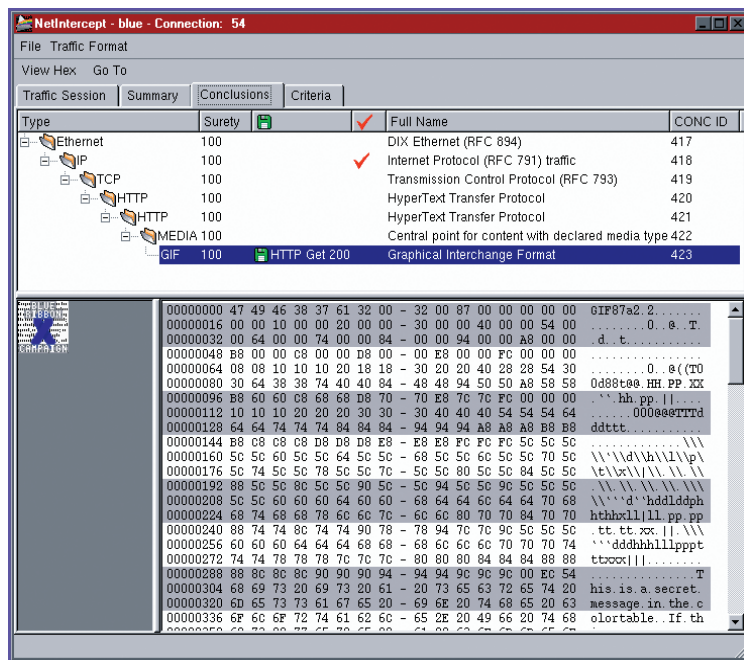 NetIntercept - blue - Connection: 54
File Traffic Format
View Hex Go To
Traffic Session Summary Conclusions Criteria
Type Surety Full Name CONC ID
Ethernet 100 DIX Ethernet (RFC 894) 417
IP 100 Internet Protocol (RFC 791) traffic 418
TCP 100 Transmission Control Protocol (RFC 793) 419
HTTP 100 HyperText Transfer Protocol 420
HTTP 100 HyperText Transfer Protocol 421
MEDIA 100 Central point for content with declared media type 422
GIF 100 HTTP Get 200 Graphical Interchange Format 423
BLUE
RIBBON
CAMPAIGN
00000000 47 49 46 38 37 61 32 00 - 32 00 87 00 00 00 00 00 GIF87a2.2.......
00000016 00 00 10 00 00 20 00 00 - 30 00 00 40 00 00 54 00 ........0..@..T.
00000032 00 64 00 00 74 00 00 84 - 00 00 94 00 00 A8 00 00 .d..t...........
00000048 B8 00 00 C8 00 00 D8 00 - 00 E8 00 00 FC 00 00 00 ................
00000064 08 08 10 10 10 20 18 18 - 30 20 20 40 28 28 54 30 ........0..@((T0
00000080 30 64 38 38 74 40 40 84 - 48 48 94 50 50 A8 58 58 0d88t@@.HH.PP.XX
00000096 B8 60 60 C8 68 68 D8 70 - 70 E8 7C 7C FC 00 00 00 .``.hh.pp.||....
00000112 10 10 10 20 20 20 30 30 - 30 40 40 40 54 54 54 64 ......000@@@TTTd
00000128 64 64 74 74 74 84 84 84 - 94 94 94 A8 A8 A8 B8 B8 ddttt...........
00000144 B8 C8 C8 C8 D8 D8 D8 E8 - E8 E8 FC FC FC 5C 5C 5C .............\\\
00000160 5C 5C 60 5C 5C 64 5C 5C - 68 5C 5C 6C 5C 5C 70 5C \\`\\d\\h\\l\\p\
00000176 5C 74 5C 5C 78 5C 5C 7C - 5C 5C 80 5C 5C 84 5C 5C \t\\x\\|\\.\\.\\
00000192 88 5C 5C 8C 5C 5C 90 5C - 5C 94 5C 5C 9C 5C 5C 5C .\\.\\.\\.\\.\\\
00000208 5C 5C 60 60 60 64 60 60 - 68 64 64 6C 64 64 70 68 \\```d``hddlddph
00000224 68 74 68 68 78 6C 6C 7C - 6C 6C 80 70 70 84 70 70 hthhxll|ll.pp.pp
00000240 88 74 74 8C 74 74 90 78 - 78 94 7C 7C 9C 5C 5C 5C .tt.tt.xx.||.\\\
00000256 60 60 60 64 64 64 68 68 - 68 6C 6C 6C 70 70 70 74 ```dddhhhlllpppt
00000272 74 74 78 78 78 7C 7C 7C - 80 80 80 84 84 84 88 88 ttxxx|||........
00000288 88 8C 8C 8C 90 90 90 94 - 94 94 9C 9C 9C 00 EC 54 ...............T
00000304 68 69 73 20 69 73 20 61 - 20 73 65 63 72 65 74 20 his.is.a.secret.
00000320 6D 65 73 73 61 67 65 20 - 69 6E 20 74 68 65 20 63 message.in.the.c
00000336 6F 6C 6F 72 74 61 62 6C - 65 2E 20 49 66 20 74 68 olortable..If.th